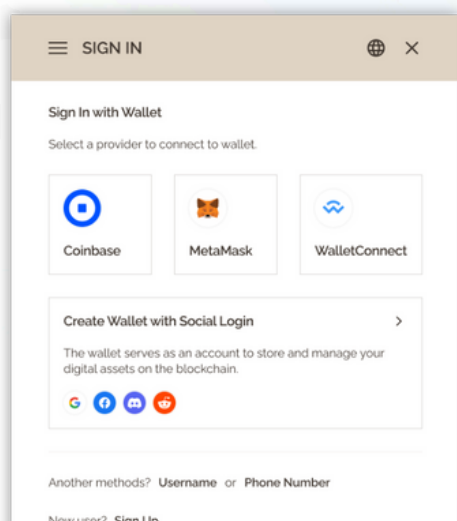 SIGN IN
Sign In with Wallet
Select a provider to connect to wallet.
Coinbase
MetaMask
WalletConnect
Create Wallet with Social Login
The wallet serves as an account to store and manage your
digital assets on the blockchain.
Another methods? Username or Phone Number
New user? Sign Up